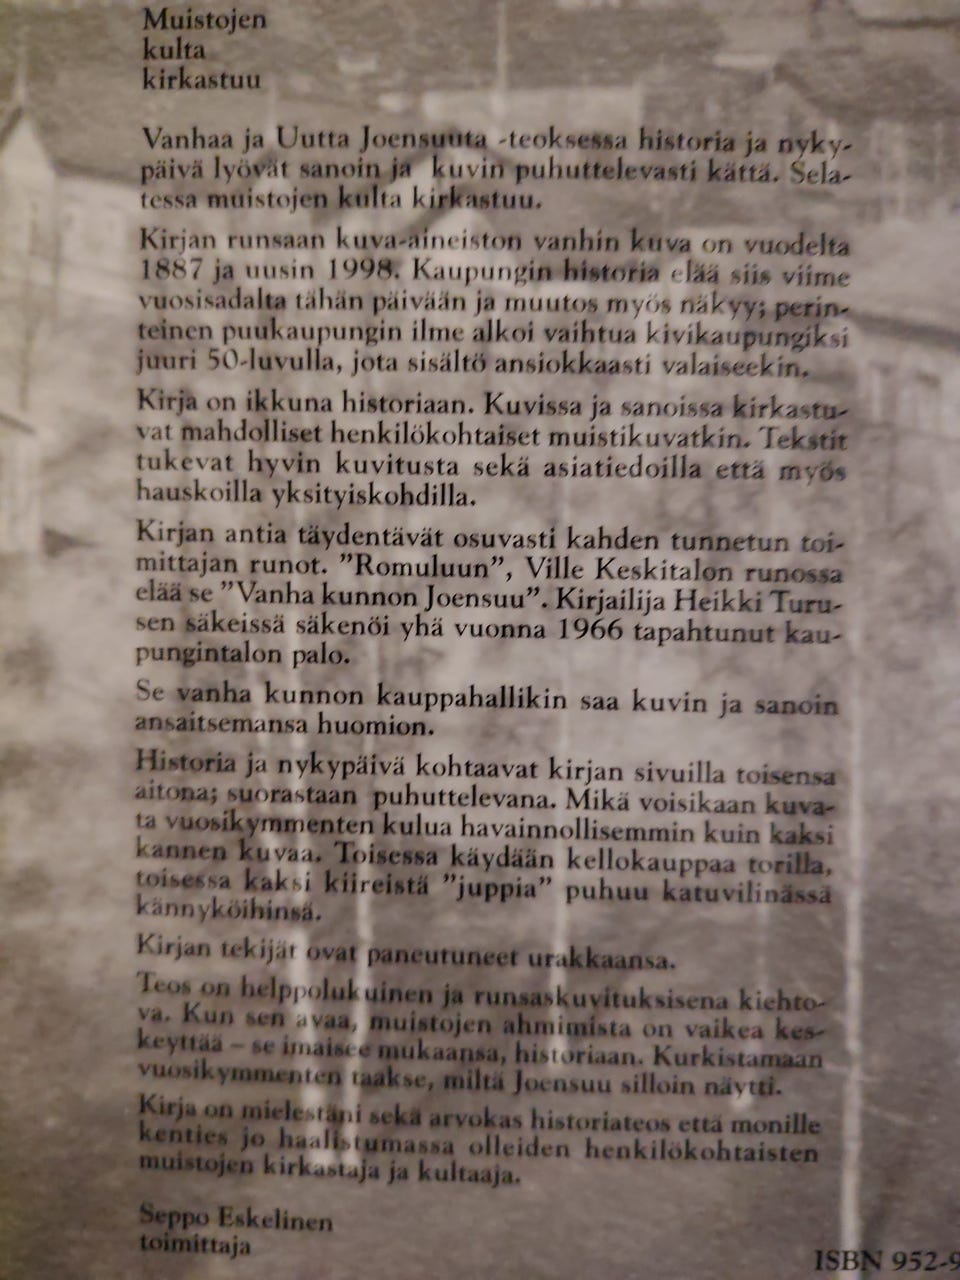 Muistojen
kulta
kirkastuu
Vanhaa ja Uutta Joensuuta -teoksessa historia ja nyky-
päivä lyövät sanoin ja kuvin puhuttelevasti kättä. Sela-
tessa muistojen kulta kirkastuu.
Kirjan runsaan kuva-aineiston vanhin kuva on vuodelta
1887 ja uusin 1998. Kaupungin historia elää siis viime
vuosisadalta tähän päivään ja muutos myös näkyy; perin-
teinen puukaupungin ilme alkoi vaihtua kivikaupungiksi
juuri 50-luvulla, jota sisältö ansiokkaasti valaiseekin.
Kirja on ikkuna historiaan. Kuvissa ja sanoissa kirkastu-
vat mahdolliset henkilökohtaiset muistikuvatkin. Tekstit
tukevat hyvin kuvitusta sekä asiatiedoilla että myös
hauskoilla yksityiskohdilla.
Kirjan antia täydentävät osuvasti kahden tunnetun toi-
mittajan runot. ”Romuluun”, Ville Keskitalon runossa
elää se ”Vanha kunnon Joensuu”. Kirjailija Heikki Turu-
sen säkeissä säkenöi yhä vuonna 1966 tapahtunut kau-
pungintalon palo.
Se vanha kunnon kauppahallikin saa kuvin ja sanoin
ansaitsemansa huomion.
Historia ja nykypäivä kohtaavat kirjan sivuilla toisensa
aitona; suorastaan puhuttelevana. Mikä voisikaan kuva-
ta vuosikymmenten kulua havainnollisemmin kuin kaksi
kannen kuvaa. Toisessa käydään kellokauppaa torilla,
toisessa kaksi kiireistä ”juppia” puhuu katuvilinässä
kännyköihinsä.
Kirjan tekijät ovat paneutuneet urakkaansa.
Teos on helppolukuinen ja runsaskuvituksisena kiehto-
va. Kun sen avaa, muistojen ahmimista on vaikea kes-
keyttää – se imaisee mukaansa, historiaan. Kurkistamaan
vuosikymmenten taakse, miltä Joensuu silloin näytti.
Kirja on mielestäni sekä arvokas historiateos että monille
kenties jo haalistumassa olleiden henkilökohtaisten
muistojen kirkastaja ja kultaaja.
Seppo Eskelinen
toimittaja
ISBN 952-9